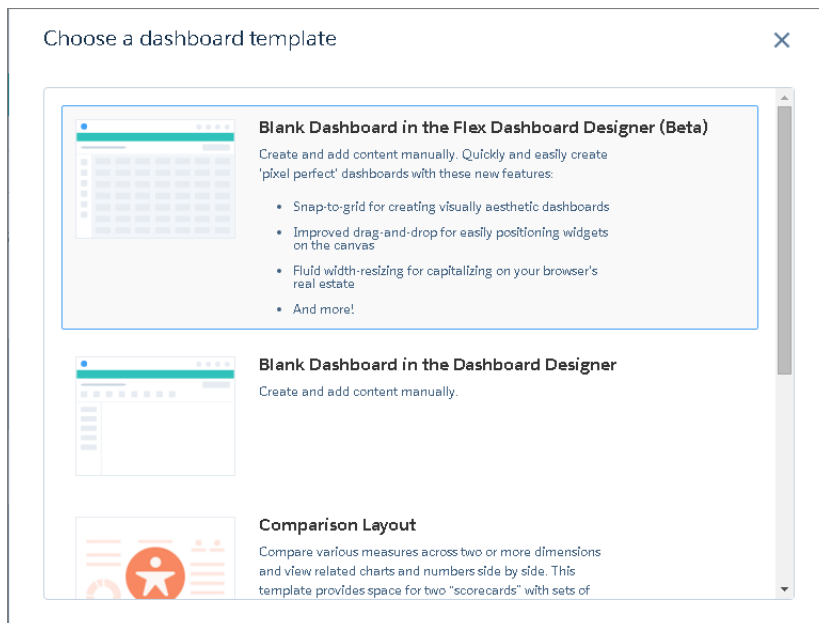 Choose a dashboard template
Blank Dashboard in the Flex Dashboard Designer (Beta)
Create and add content manually. Quickly and easily create
'pixel perfect' dashboards with these new features:
• Snap-to-grid for creating visually aesthetic dashboards
• Improved drag-and-drop for easily positioning widgets
on the canvas
• Fluid width-resizing for capitalizing on your browser's
real estate
• And more!
Blank Dashboard in the Dashboard Designer
Create and add content manually.
Comparison Layout
Compare various measures across two or more dimensions
and view related charts and numbers side by side. This
template provides space for two "scorecards" with sets of